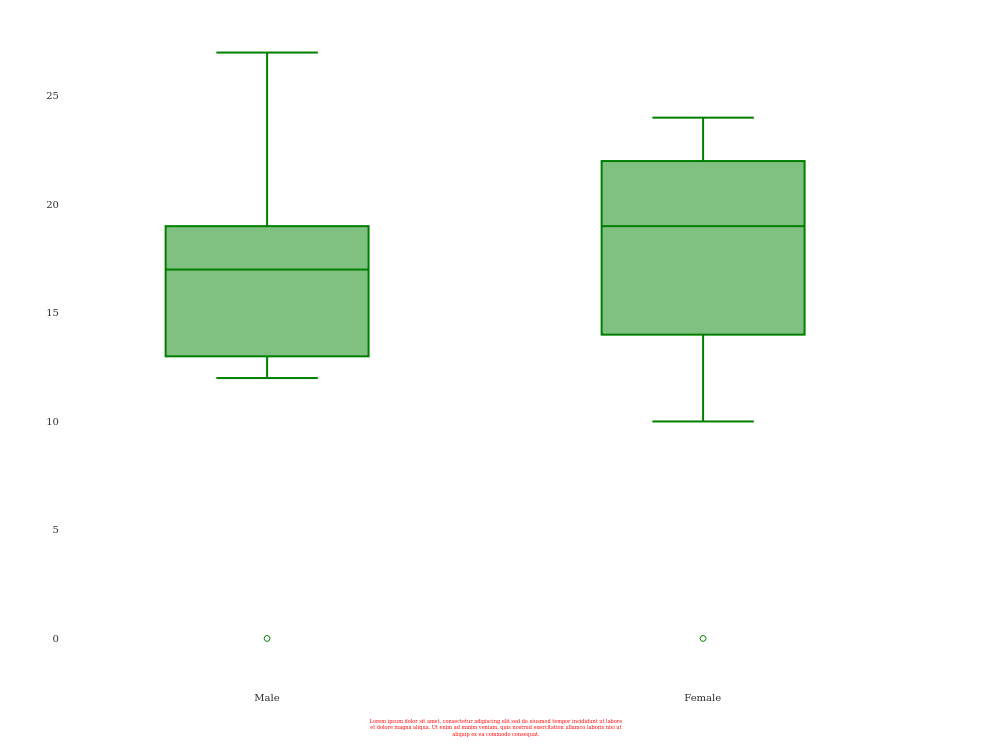 25
20
15
10
5
0
Male
Female
Lorem ipsum dolor sit amet, consectetur adipiscing elit sed do eiusmod tempor incididunt ut labore
et dolore magna aliqua. Ut enim ad minim veniam, quis nostrud exercitation ullamco laboris nisi ut
aliquip ex ea commodo consequat.